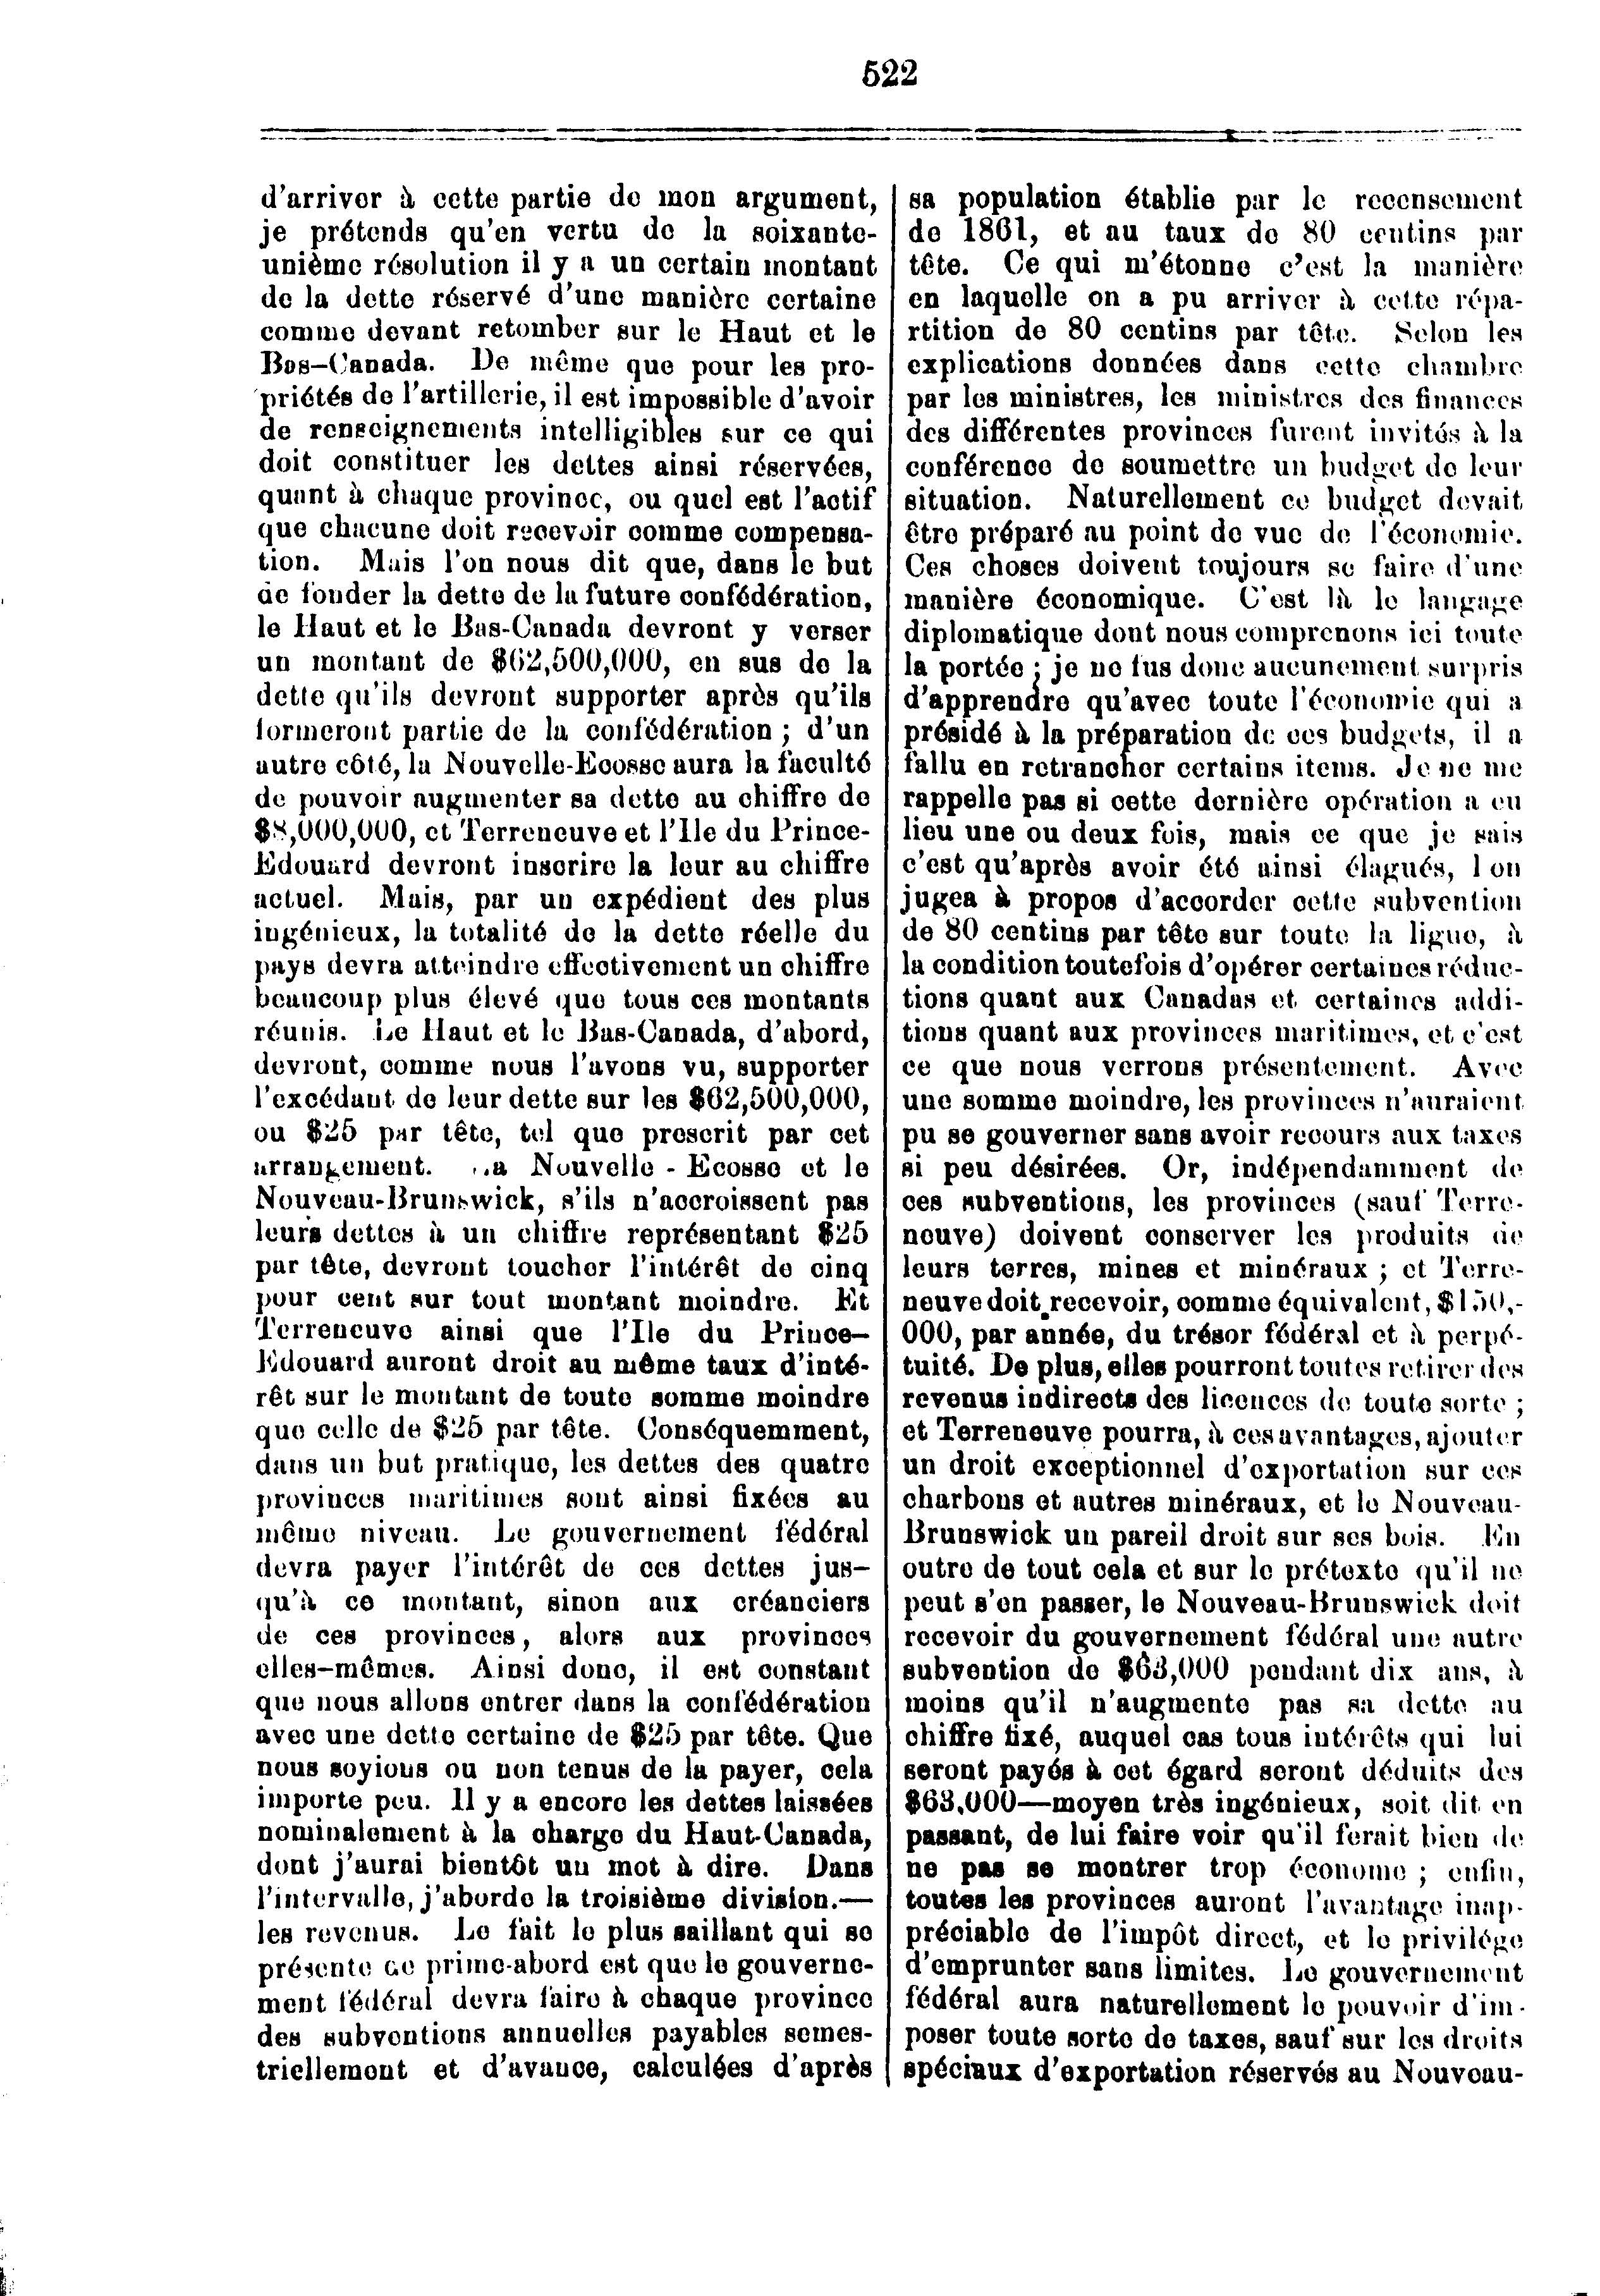 522
d'arriver à cette partie de mon argument,
je prétends qu'en vertu de la soixante-
unième résolution il y a un certain montant
de la dette réservé d'une manière certaine
comme devant retomber sur le Haut et le
Bas-Canada. De même que pour les pro-
priétés de l'artillerie, il est impossible d'avoir
de renseignements intelligibles sur ce qui
doit constituer les dettes ainsi réservées,
quant à chaque province, ou quel est l'actif
que chacune doit recevoir comme compensa-
tion. Mais l'on nous dit que, dans le but
de fonder la dette de la future confédération,
le Haut et le Bas-Canada devront y verser
un montant de $62,500,000, en sus de la
dette qu'ils devront supporter après qu'ils
formeront partie de la confédération ; d'un
autre côté, la Nouvelle-Ecosse aura la faculté
de pouvoir augmenter sa dette au chiffre de
$8,000,000, et Terreneuve et l'Ile du Prince-
Edouard devront inscrire la leur au chiffre
actuel. Mais, par un expédient des plus
ingénieux, la totalité de la dette réelle du
pays devra atteindre effectivement un chiffre
beaucoup plus élevé que tous ces montants
réunis. Le Haut et le Bas-Canada, d'abord,
devront, comme nous l'avons vu, supporter
l'excédant de leur dette sur les $62,500,000,
ou $25 par tête, tel que prescrit par cet
arrangement. La Nouvelle - Ecosse et le
Nouveau-Brunswick, s'ils n'accroissent pas
leurs dettes à un chiffre représentant $25
par tête, devront toucher l'intérêt de cinq
pour cent sur tout montant moindre. Et
Terreneuve ainsi que l'Ile du Prince-
Edouard auront droit au même taux d'inté-
rêt sur le montant de toute somme moindre
que celle de $25 par tête. Conséquemment,
dans un but pratique, les dettes des quatre
provinces maritimes sont ainsi fixées au
même niveau. Le gouvernement fédéral
devra payer l'intérêt de ces dettes jus-
qu'à ce montant, sinon aux créanciers
de ces provinces, alors aux provinces
elles-mêmes. Ainsi donc, il est constant
que nous allons entrer dans la confédération
avec une dette certaine de $25 par tête. Que
nous soyions ou non tenus de la payer, cela
importe peu. Il y a encore les dettes laissées
nominalement à la charge du Haut-Canada,
dont j'aurai bientôt un mot à dire. Dans
l'intervalle, j'aborde la troisième division.—
les revenus. Le fait le plus saillant qui se
présente de prime-abord est que le gouverne-
ment fédéral devra faire à chaque province
des subventions annuelles payables semes-
triellement et d'avance, calculées d'après
sa population établie par le recensement
de 1861, et au taux de 80 centins par
tête. Ce qui m'étonne c'est la manière
en laquelle on a pu arriver à cette répa-
rtition de 80 centins par tête. Selon les
explications données dans cette chambre
par les ministres, les ministres des finances
des différentes provinces furent invités à la
conférence de soumettre un budget de leur
situation. Naturellement ce budget devait
être préparé au point de vue de l'économie.
Ces choses doivent toujours se faire d'une
manière économique. C'est là le langage
diplomatique dont nous comprenons ici toute
la portée ; je ne fus donc aucunement surpris
d'apprendre qu'avec toute l'économie qui a
présidé à la préparation de ces budgets, il a
fallu en retrancher certains items. Je ne me
rappelle pas si cette dernière opération a eu
lieu une ou deux fois, mais ce que je sais
c'est qu'après avoir été ainsi élagués, l'on
jugea à propos d'accorder cette subvention
de 80 centins par tête sur toute la ligne, à
la condition toutefois d'opérer certaines réduc-
tions quant aux Canadas et certaines addi-
tions quant aux provinces maritimes, et c'est
ce que nous verrons présentement. Avec
une somme moindre, les provinces n'auraient
pu se gouverner sans avoir recours aux taxes
si peu désirées. Or, indépendamment de
ces subventions, les provinces (sauf Terre-
neuve) doivent conserver les produits de
leurs terres, mines et minéraux ; et Terre-
neuve doit recevoir, comme équivalent, $150,-
000, par année, du trésor fédéral et à perpé-
tuité. De plus, elles pourront toutes retirer des
revenus indirects des licences de toute sorte ;
et Terreneuve pourra, à ces avantages, ajouter
un droit exceptionnel d'exportation sur ces
charbons et autres minéraux, et le Nouveau-
Brunswick un pareil droit sur ses bois. En
outre de tout cela et sur le prétexte qu'il ne
peut s'en passer, le Nouveau-Brunswick doit
recevoir du gouvernement fédéral une autre
subvention de $63,000 pendant dix ans, à
moins qu'il n'augmente pas sa dette au
chiffre fixé, auquel cas tous intérêts qui lui
seront payés à cet égard seront déduits des
$63,000—moyen très ingénieux, soit dit en
passant, de lui faire voir qu'il ferait bien de
ne pas se montrer trop économe ; enfin,
toutes les provinces auront l'avantage inap-
préciable de l'impôt direct, et le privilége
d'emprunter sans limites. Le gouvernement
fédéral aura naturellement le pouvoir d'im-
poser toute sorte de taxes, sauf sur les droits
spéciaux d'exportation réservés au Nouveau-